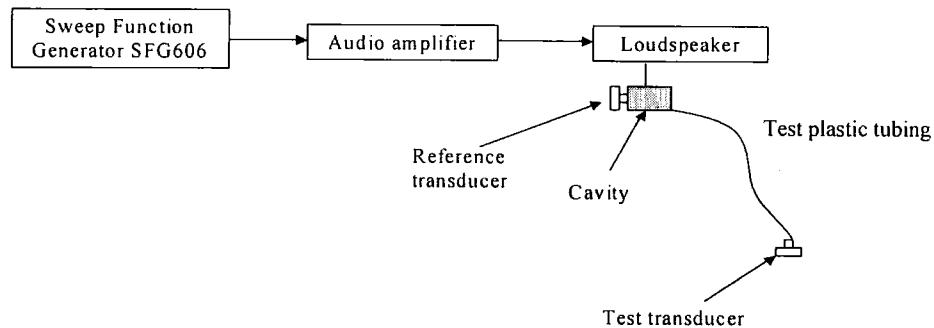 Sweep Function
Generator SFG606
Audio amplifier
Loudspeaker
Test plastic tubing
Reference
transducer
Cavity
Test transducer